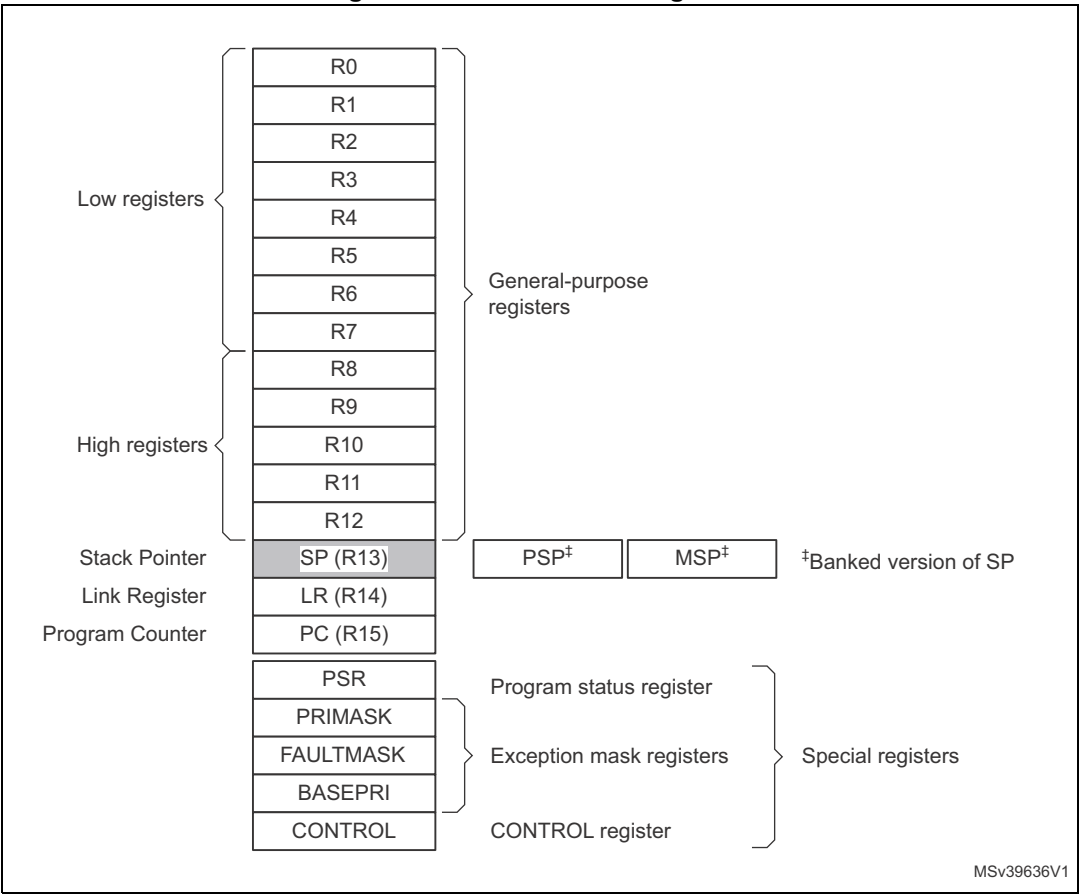 R0
R1
R2
R3
Low registers
R4
R5
General-purpose
R6
registers
R7
R8
R9
High registers
R10
R11
R12
Stack Pointer SP (R13) PSP‡ MSP‡ ‡Banked version of SP
Link Register LR (R14)
Program Counter PC (R15)
PSR Program status register
PRIMASK
FAULTMASK Exception mask registers Special registers
BASEPRI
CONTROL CONTROL register
MSv39636V1